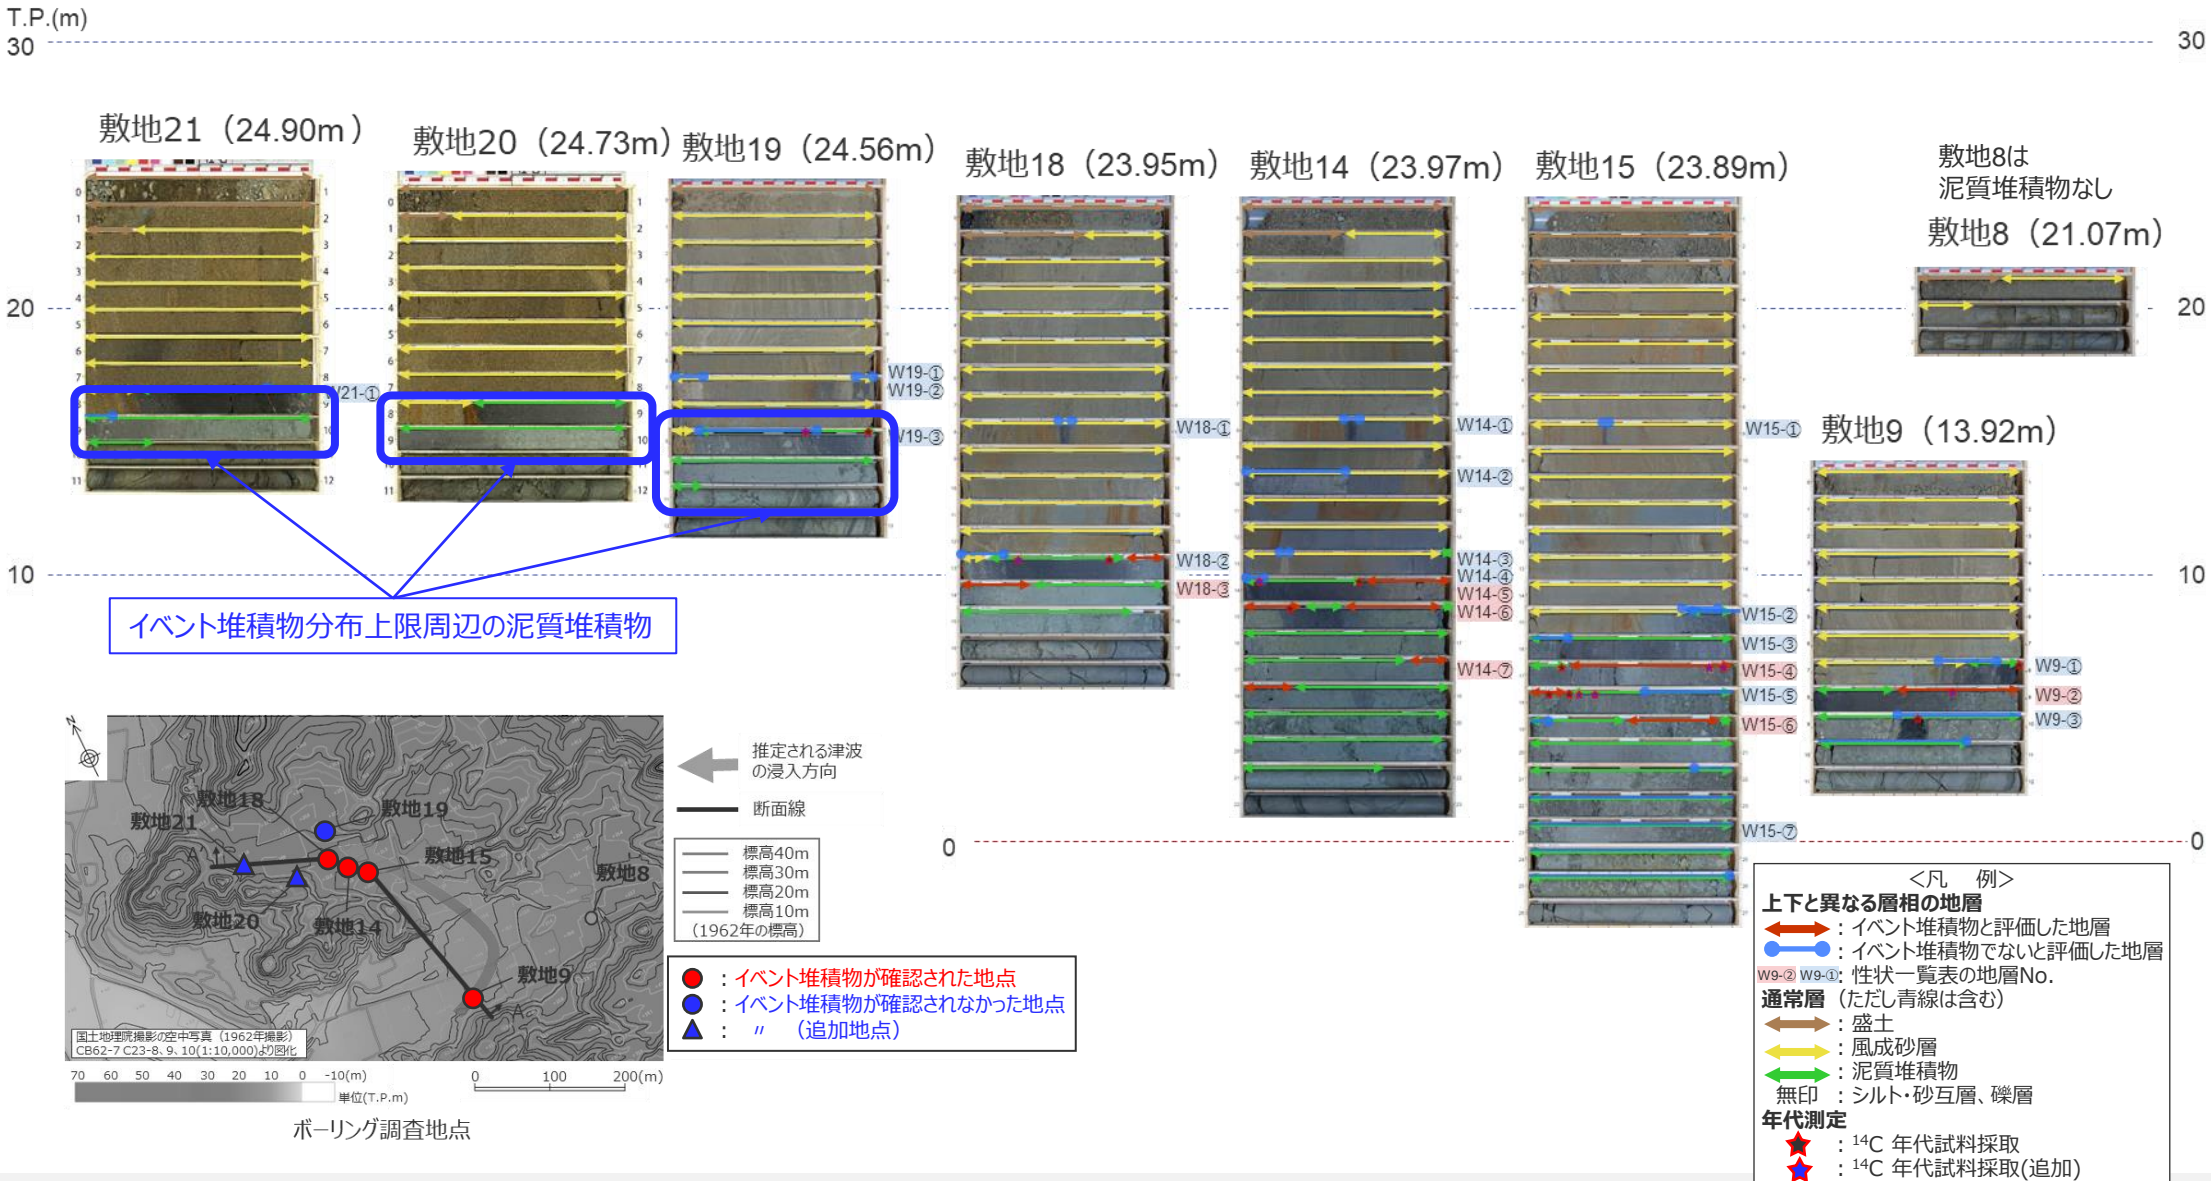 T.P.(m)
30
30
敷地21（24.90m）
敷地20（24.73m）
敷地19（24.56m）
敷地18（23.95m）
敷地14（23.97m）
敷地15（23.89m）
敷地8は
泥質堆積物なし
敷地8（21.07m）
20
20
W21-①
W19-①
W19-②
W19-③
W18-①
W14-①
W15-①
敷地9（13.92m）
W14-②
10
10
W18-②
W18-③
W14-③
W14-④
W14-⑤
W14-⑥
W14-⑦
W15-②
W15-③
W15-④
W15-⑤
W15-⑥
W15-⑦
W9-①
W9-②
W9-③
イベント堆積物分布上限周辺の泥質堆積物
0
0
N
敷地18
敷地19
敷地21
敷地15
敷地8
敷地20
敷地14
敷地9
A'
A
国土地理院撮影の空中写真（1962年撮影）
CB62-7 C23-8、9、10(1:10,000)より図化
70 60 50 40 30 20 10 0 -10(m)
単位(T.P.m)
0 100 200(m)
ボーリング調査地点
推定される津波
の浸入方向
断面線
標高40m
標高30m
標高20m
標高10m
（1962年の標高）
：イベント堆積物が確認された地点
：イベント堆積物が確認されなかった地点
： 〃 （追加地点）
＜凡 例＞
上下と異なる層相の地層
：イベント堆積物と評価した地層
：イベント堆積物でないと評価した地層
W9-② W9-①：性状一覧表の地層No.
通常層（ただし青線は含む）
：盛土
：風成砂層
：泥質堆積物
無印 ：シルト・砂互層、礫層
年代測定
：14C 年代試料採取
：14C 年代試料採取(追加)